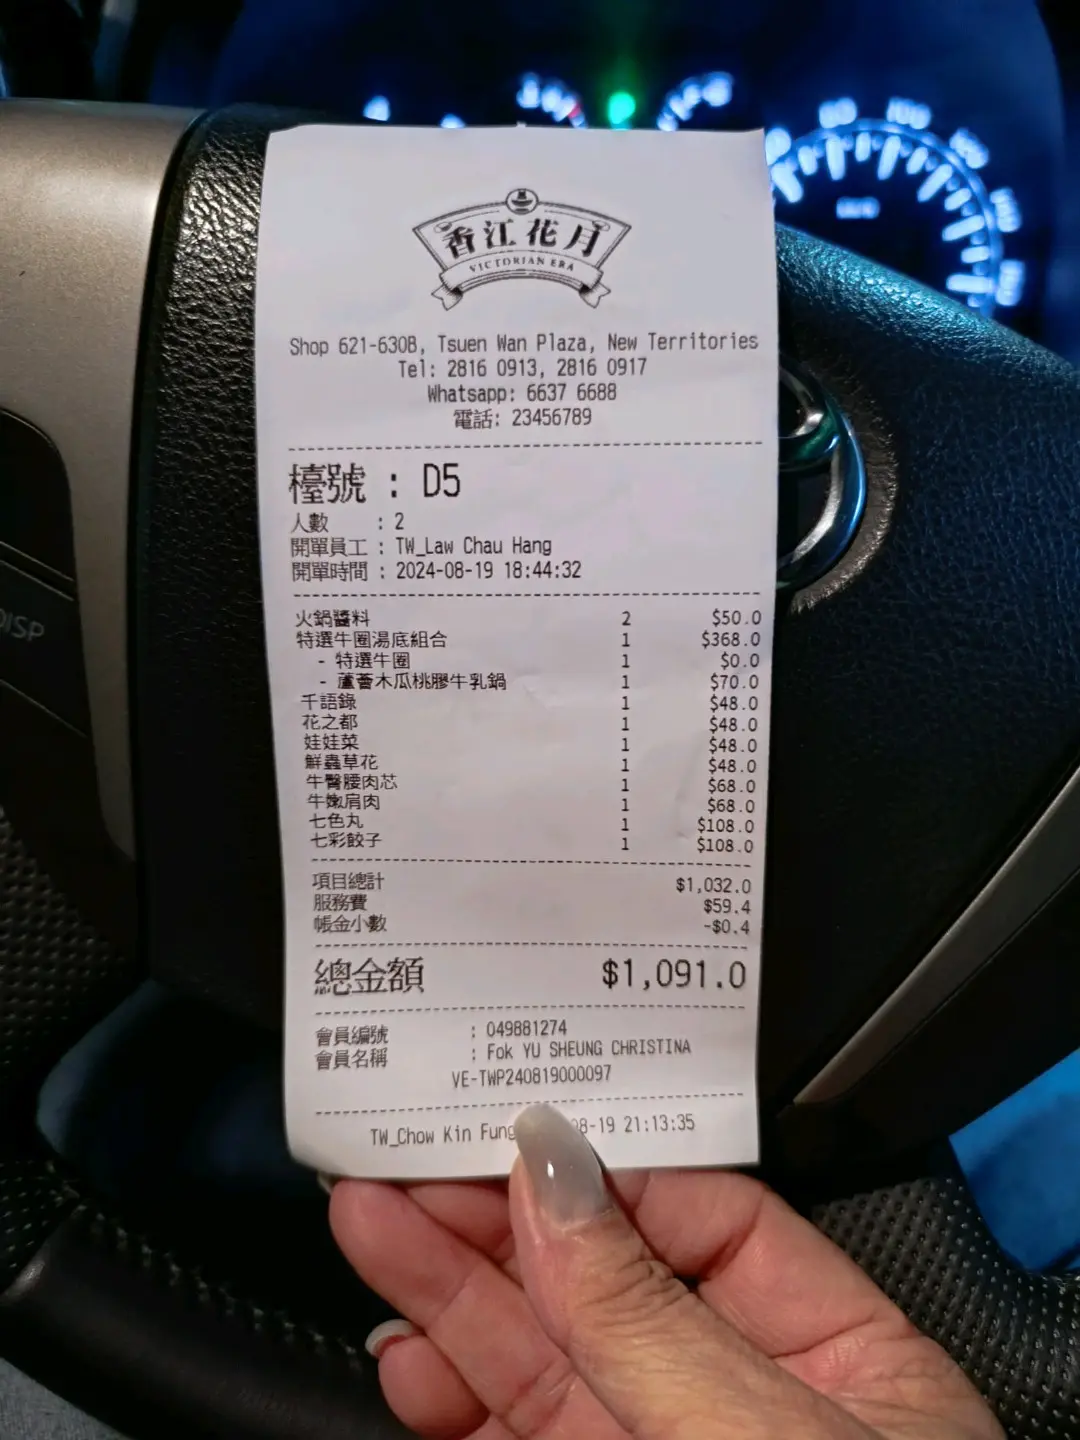 香江花月
VICTORIAN ERA
Shop 621-630B, Tsuen Wan Plaza, New Territories
Tel: 2816 0913, 2816 0917
Whatsapp: 6637 6688
電話: 23456789
檯號 : D5
人數 : 2
開單員工 : TW_Law Chau Hang
開單時間 : 2024-08-19 18:44:32
火鍋醬料 2 $50.0
特選牛圈湯底組合 1 $368.0
- 特選牛圈 1 $0.0
- 蘆薈木瓜桃膠牛乳鍋 1 $70.0
千語錄 1 $48.0
花之都 1 $48.0
娃娃菜 1 $48.0
鮮蟲草花 1 $48.0
牛臀腰肉芯 1 $68.0
牛嫩肩肉 1 $68.0
七色丸 1 $108.0
七彩餃子 1 $108.0
項目總計 $1,032.0
服務費 $59.4
帳金小數 -$0.4
總金額 $1,091.0
會員編號 : 049881274
會員名稱 : Fok YU SHEUNG CHRISTINA
VE-TWP240819000097
TW_Chow Kin Fung 08-19 21:13:35
DISP